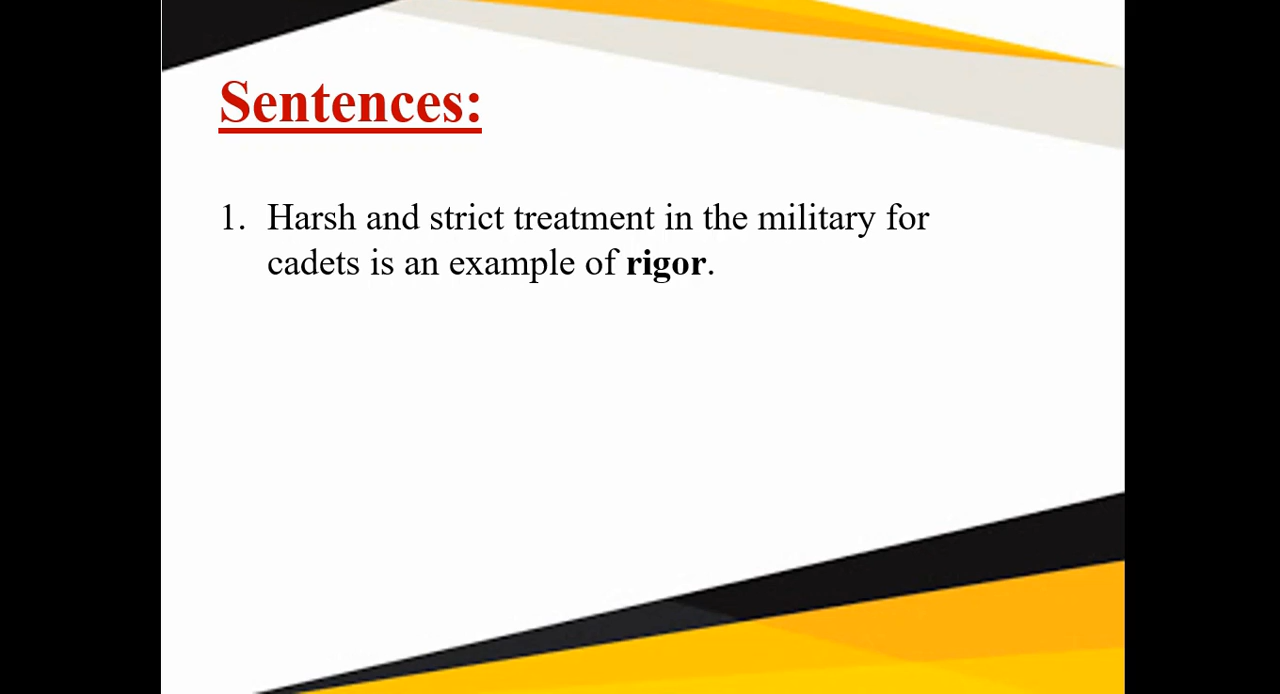 Sentences:
1. Harsh and strict treatment in the military for
cadets is an example of rigor.